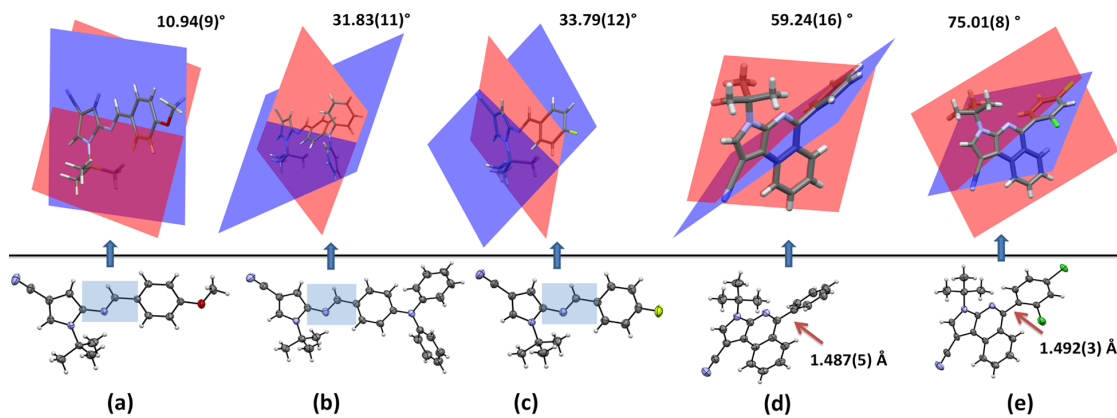 10.94(9)°
31.83(11)°
33.79(12)°
59.24(16) °
75.01(8) °
1.487(5) Å
1.492(3) Å
(a)
(b)
(c)
(d)
(e)